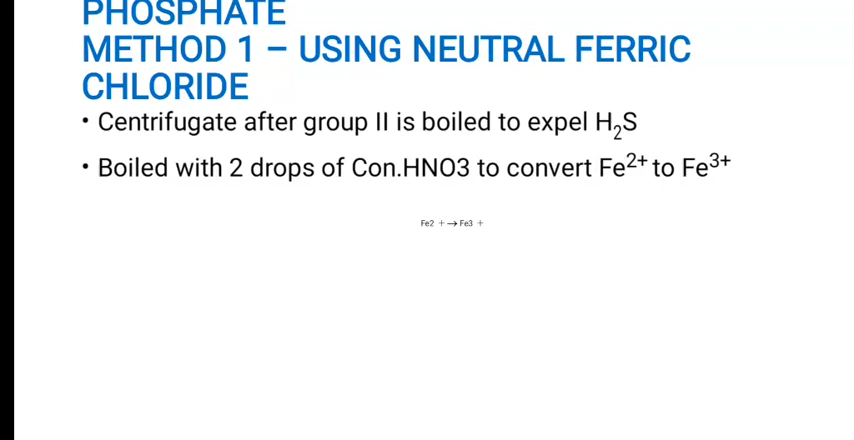 PHOSPHATE
METHOD 1 – USING NEUTRAL FERRIC
CHLORIDE
• Centrifugate after group II is boiled to expel H₂S
• Boiled with 2 drops of Con.HNO3 to convert Fe²⁺ to Fe³⁺
Fe2 + → Fe3 +